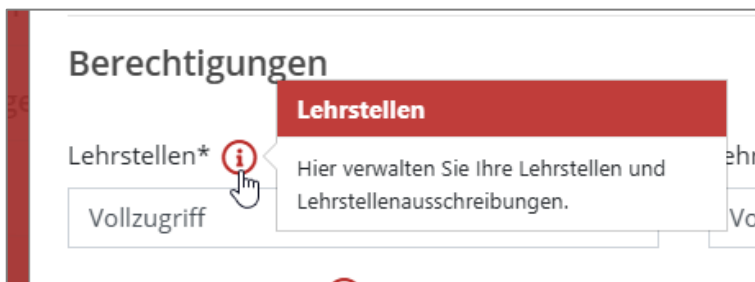 Berechtigungen
Lehrstellen
Lehrstellen*
Hier verwalten Sie Ihre Lehrstellen und
Lehrstellenausschreibungen.
Vollzugriff